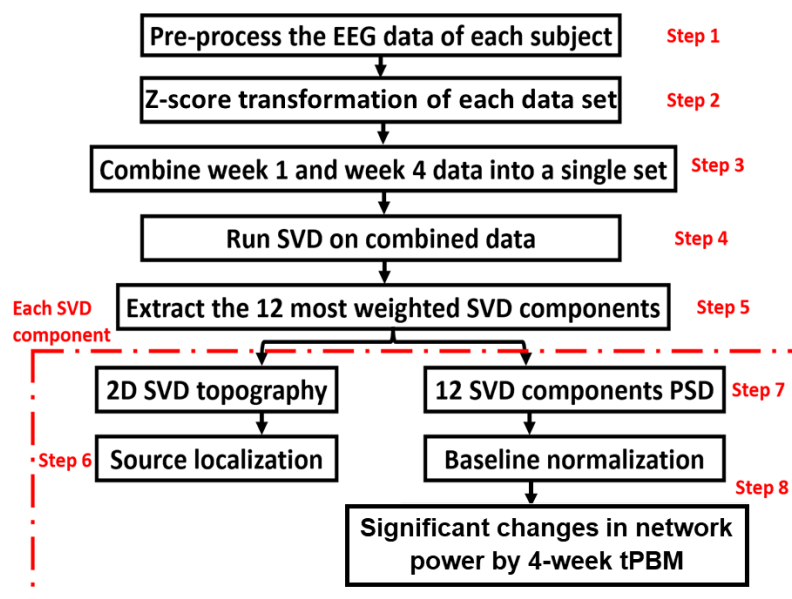 Pre-process the EEG data of each subject
Step 1
Z-score transformation of each data set
Step 2
Combine week 1 and week 4 data into a single set
Step 3
Run SVD on combined data
Step 4
Extract the 12 most weighted SVD components
Step 5
Each SVD
component
2D SVD topography
12 SVD components PSD
Step 7
Step 6
Source localization
Baseline normalization
Step 8
Significant changes in network
power by 4-week tPBM